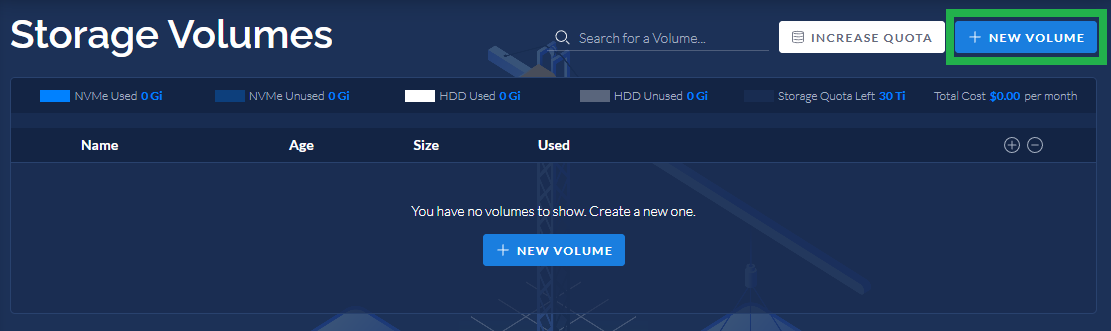 Storage Volumes
Search for a Volume...
INCREASE QUOTA
+ NEW VOLUME
NVMe Used 0 Gi NVMe Unused 0 Gi HDD Used 0 Gi HDD Unused 0 Gi Storage Quota Left 30 Ti Total Cost $0.00 per month
Name Age Size Used
You have no volumes to show. Create a new one.
+ NEW VOLUME